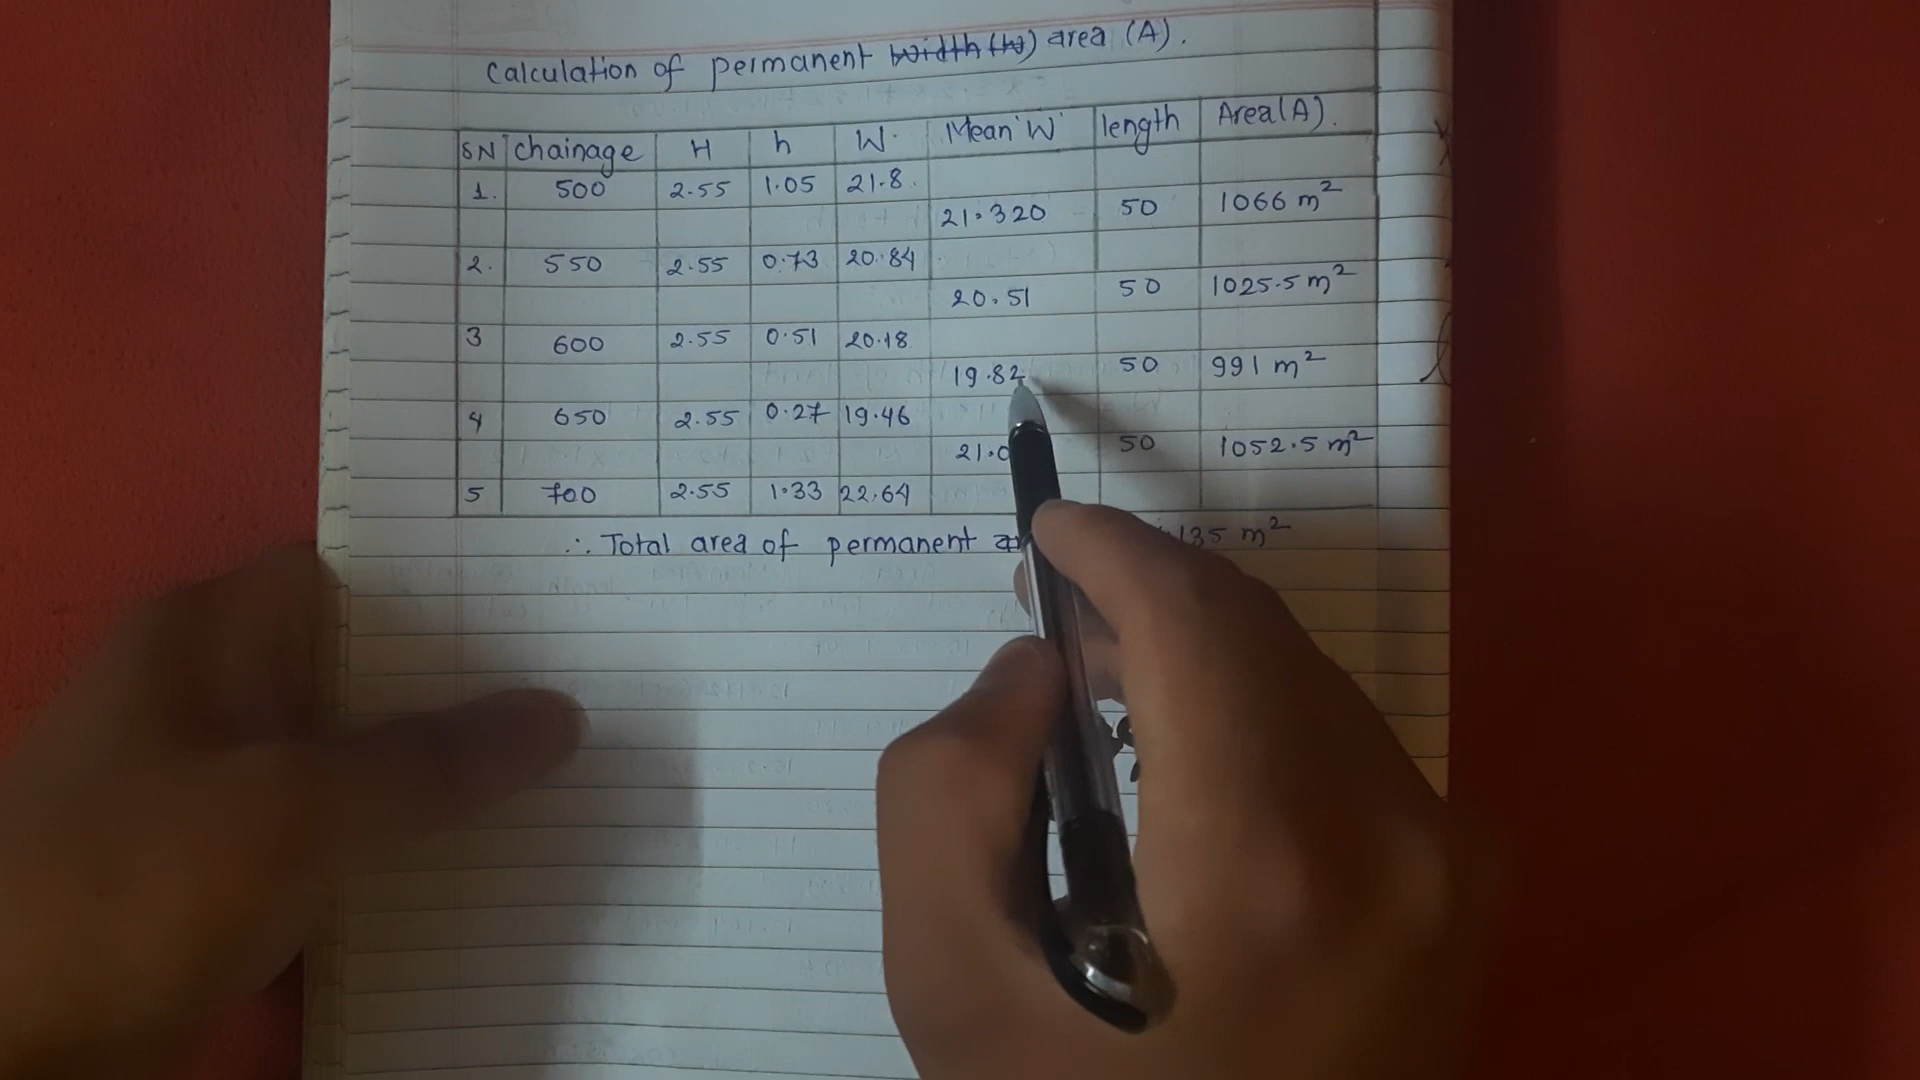 Calculation of permanent width (w) area (A).
SN chainage H h W. Mean 'W' length Area(A).
1. 500 2.55 1.05 21.8.
21.320 50 1066 m²
2. 550 2.55 0.73 20.84
20.51 50 1025.5 m²
3 600 2.55 0.51 20.18
19.82 50 991 m²
4 650 2.55 0.27 19.46
21.0 50 1052.5 m²
5 700 2.55 1.33 22.64
∴ Total area of permanent 135 m²